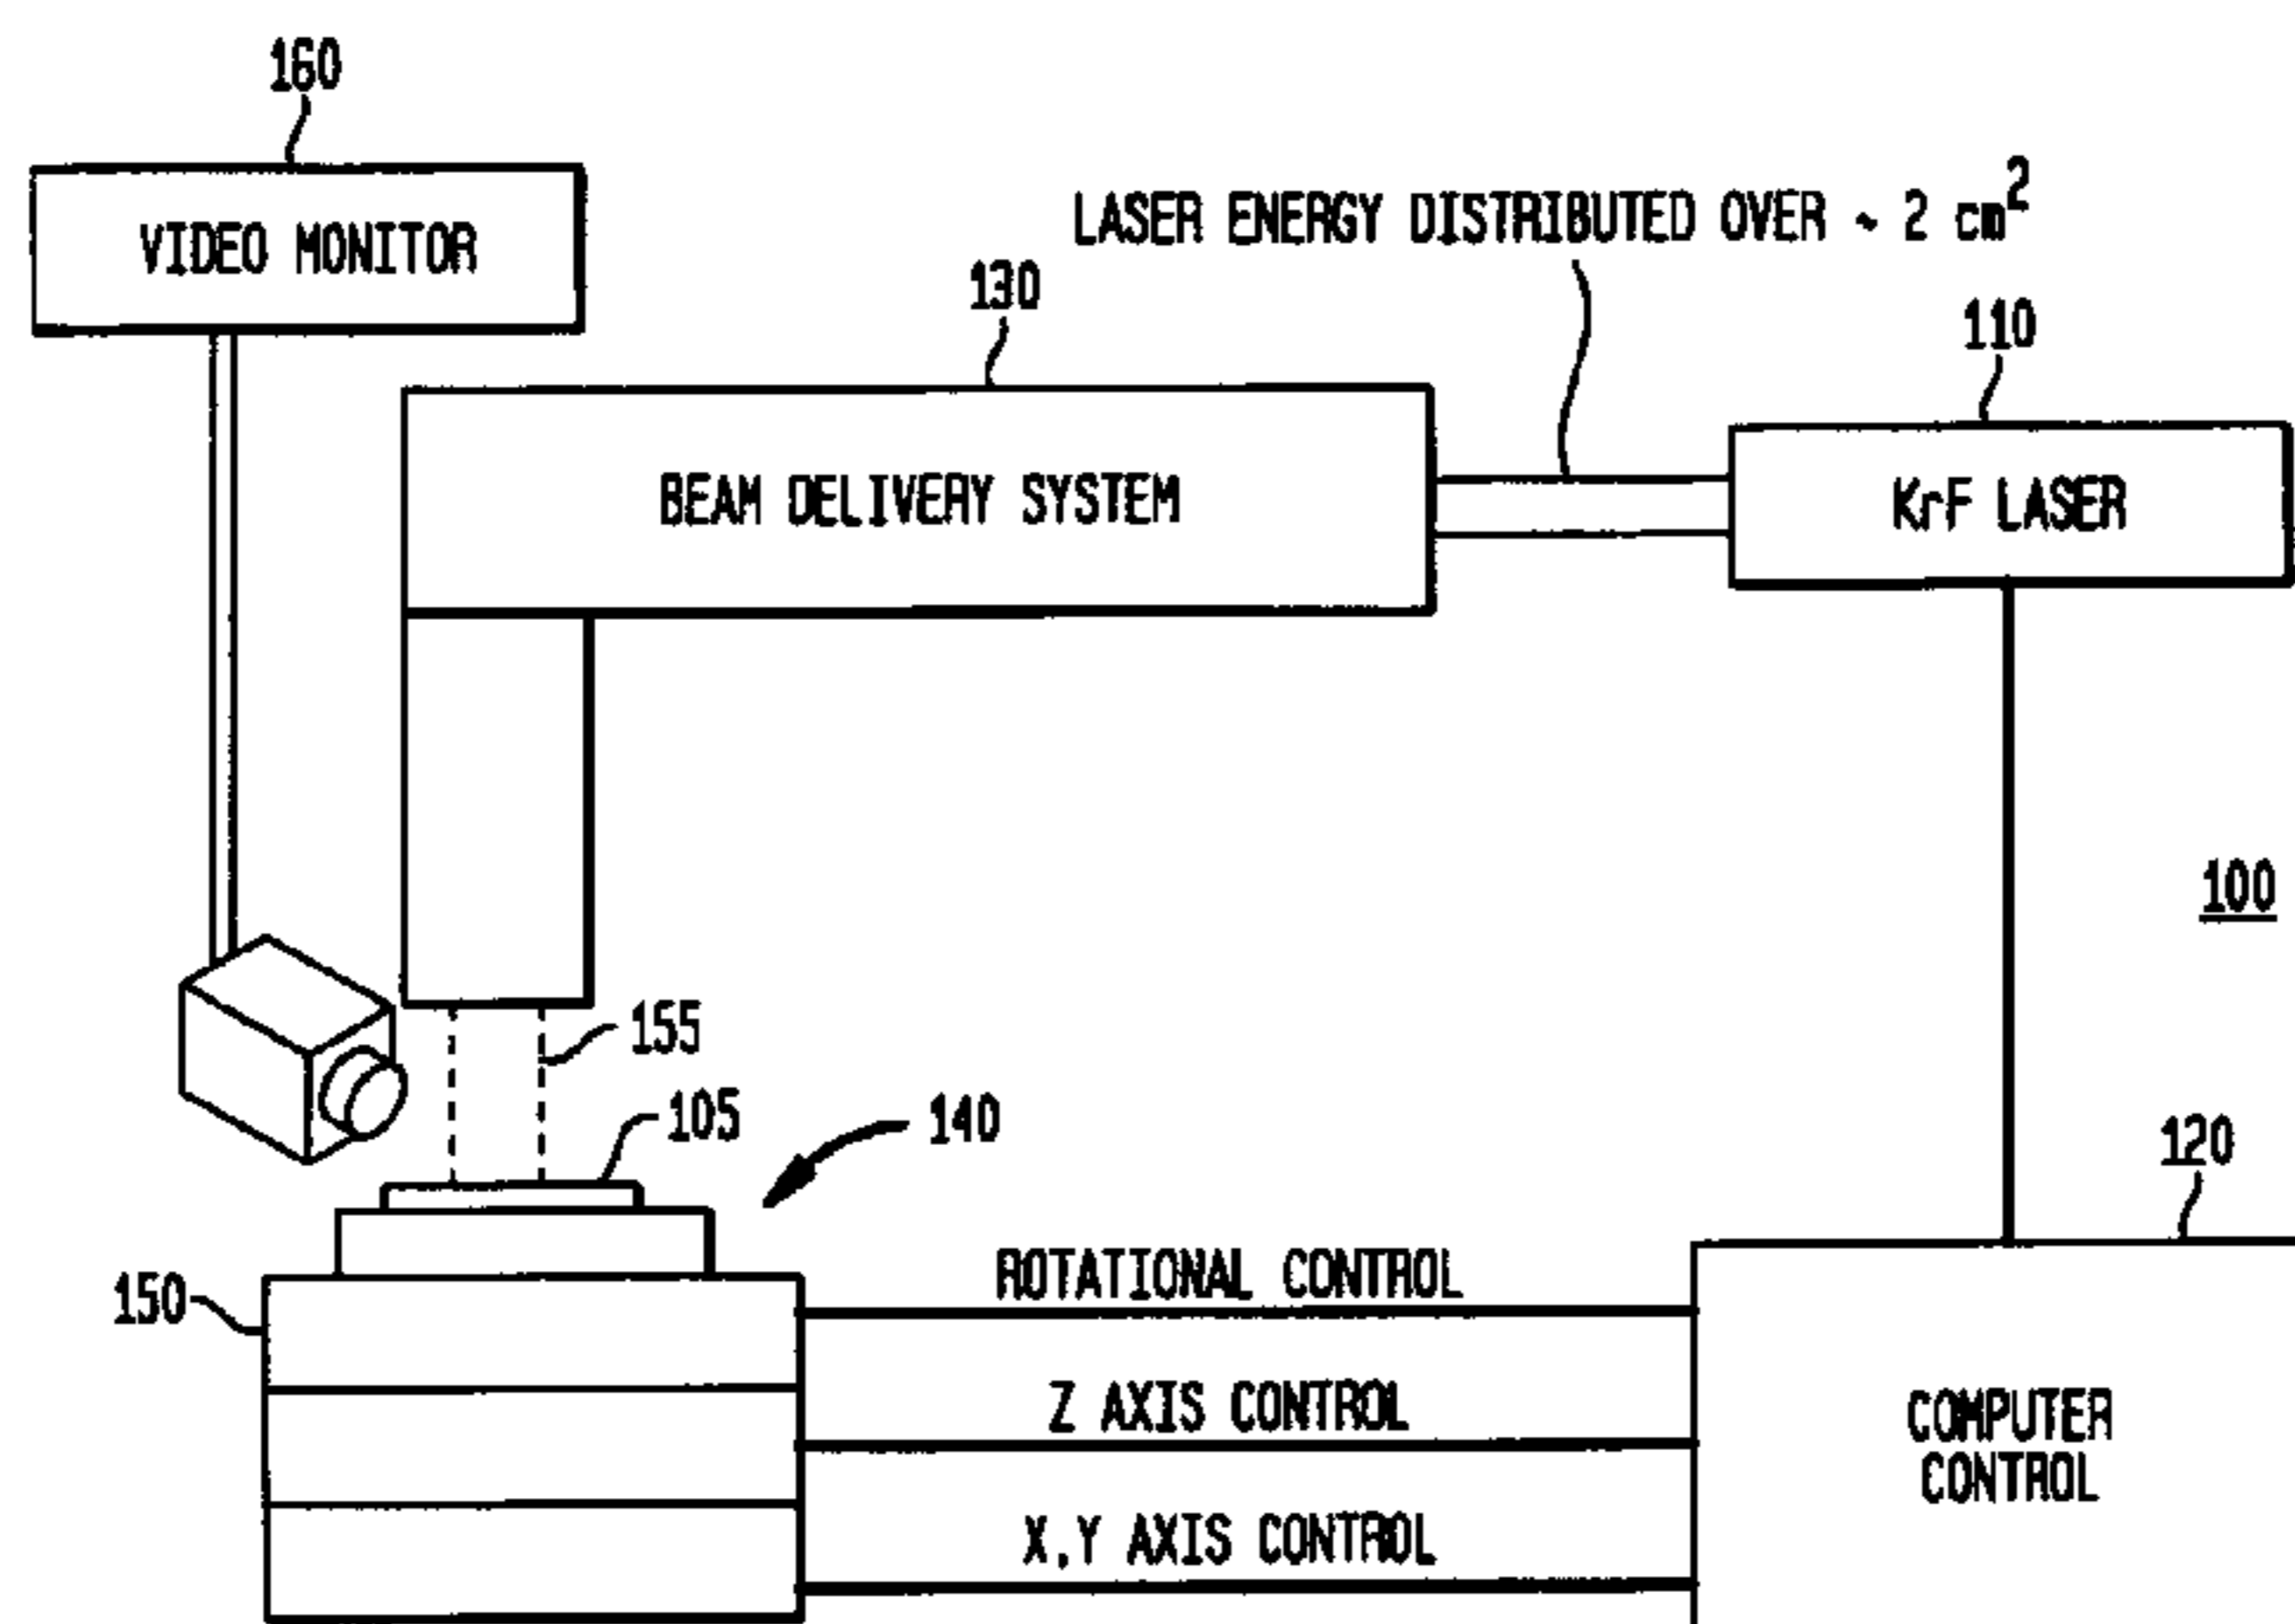 160
VIDEO MONITOR
LASER ENERGY DISTRIBUTED OVER ~ 2 cm²
130
110
BEAM DELIVERY SYSTEM
KrF LASER
100
155
105
140
120
150
ROTATIONAL CONTROL
Z AXIS CONTROL
X,Y AXIS CONTROL
COMPUTER
CONTROL